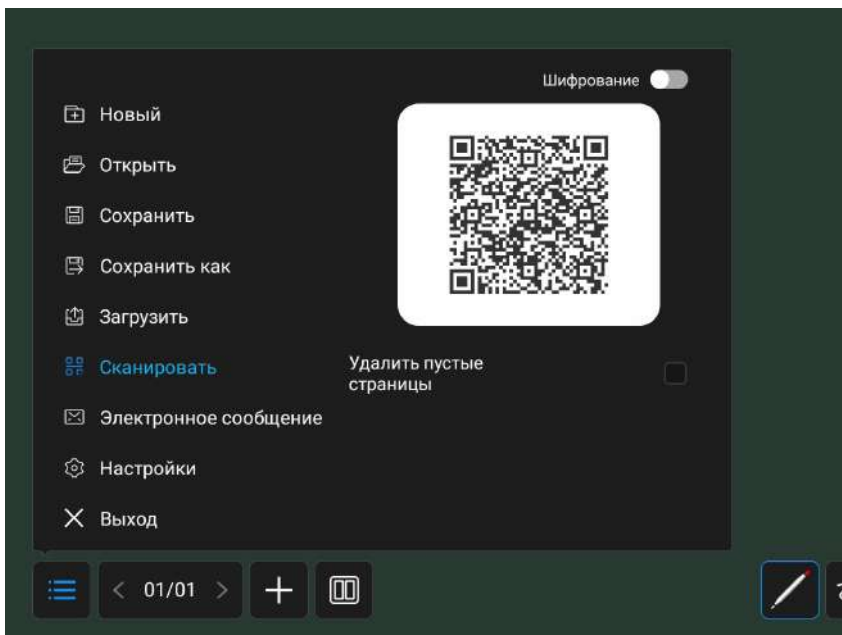 Шифрование
Новый
Открыть
Сохранить
Сохранить как
Загрузить
Сканировать
Удалить пустые
страницы
Электронное сообщение
Настройки
Выход
01/01